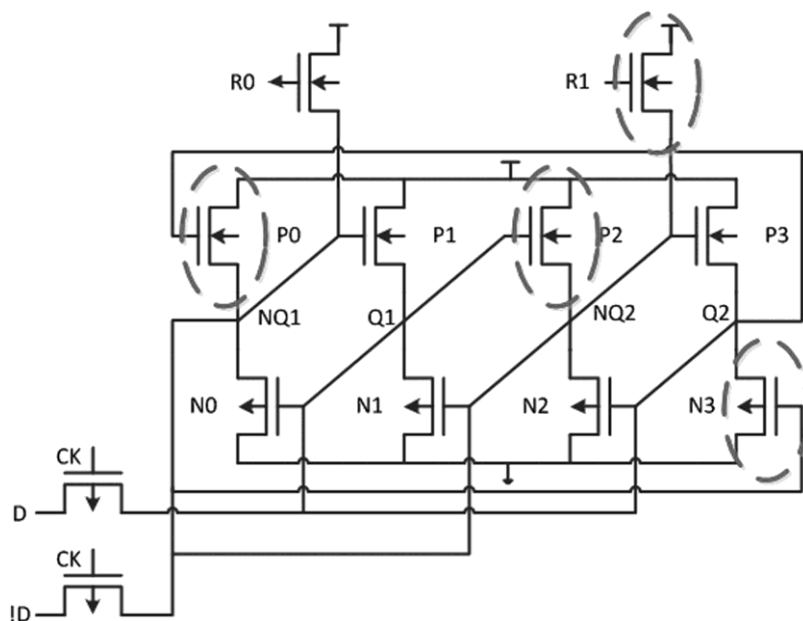 R0 R1
P0 P1 P2 P3
NQ1 Q1 NQ2 Q2
N0 N1 N2 N3
CK
D
CK
!D